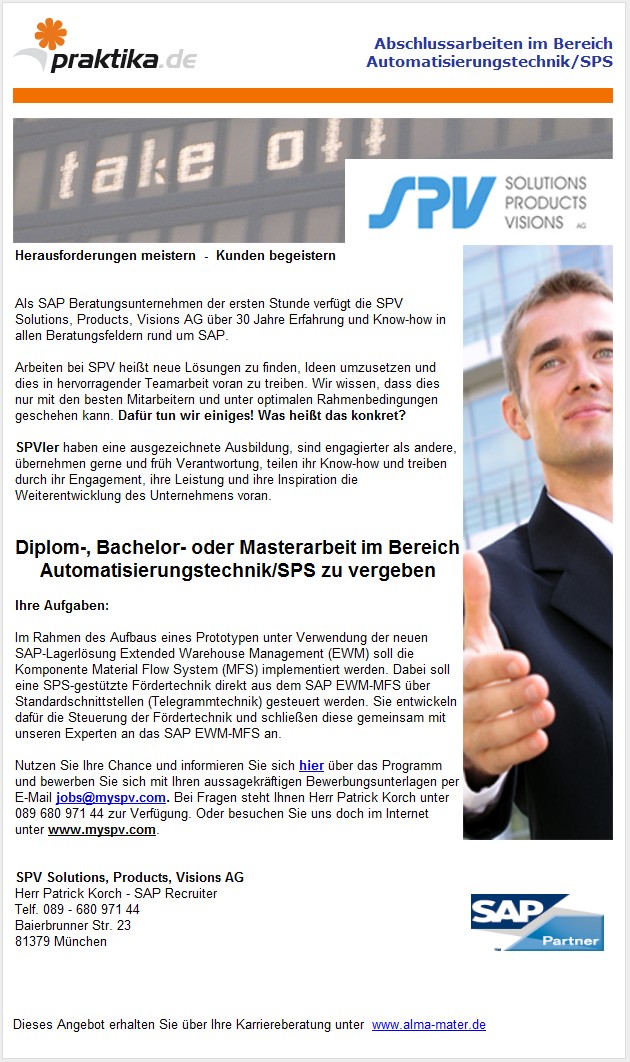 praktika.de
Abschlussarbeiten im Bereich
Automatisierungstechnik/SPS
take off
SPV SOLUTIONS
PRODUCTS
VISIONS AG
Herausforderungen meistern - Kunden begeistern
Als SAP Beratungsunternehmen der ersten Stunde verfügt die SPV
Solutions, Products, Visions AG über 30 Jahre Erfahrung und Know-how in
allen Beratungsfeldern rund um SAP.
Arbeiten bei SPV heißt neue Lösungen zu finden, Ideen umzusetzen und
dies in hervorragender Teamarbeit voran zu treiben. Wir wissen, dass dies
nur mit den besten Mitarbeitern und unter optimalen Rahmenbedingungen
geschehen kann. Dafür tun wir einiges! Was heißt das konkret?
SPVler haben eine ausgezeichnete Ausbildung, sind engagierter als andere,
übernehmen gerne und früh Verantwortung, teilen ihr Know-how und treiben
durch ihr Engagement, ihre Leistung und ihre Inspiration die
Weiterentwicklung des Unternehmens voran.
Diplom-, Bachelor- oder Masterarbeit im Bereich
Automatisierungstechnik/SPS zu vergeben
Ihre Aufgaben:
Im Rahmen des Aufbaus eines Prototypen unter Verwendung der neuen
SAP-Lagerlösung Extended Warehouse Management (EWM) soll die
Komponente Material Flow System (MFS) implementiert werden. Dabei soll
eine SPS-gestützte Fördertechnik direkt aus dem SAP EWM-MFS über
Standardschnittstellen (Telegrammtechnik) gesteuert werden. Sie entwickeln
dafür die Steuerung der Fördertechnik und schließen diese gemeinsam mit
unseren Experten an das SAP EWM-MFS an.
Nutzen Sie Ihre Chance und informieren Sie sich hier über das Programm
und bewerben Sie sich mit Ihren aussagekräftigen Bewerbungsunterlagen per
E-Mail jobs@myspv.com. Bei Fragen steht Ihnen Herr Patrick Korch unter
089 680 971 44 zur Verfügung. Oder besuchen Sie uns doch im Internet
unter www.myspv.com.
SPV Solutions, Products, Visions AG
Herr Patrick Korch - SAP Recruiter
Telf. 089 - 680 971 44
Baierbrunner Str. 23
81379 München
SAP
Partner
Dieses Angebot erhalten Sie über Ihre Karriereberatung unter www.alma-mater.de